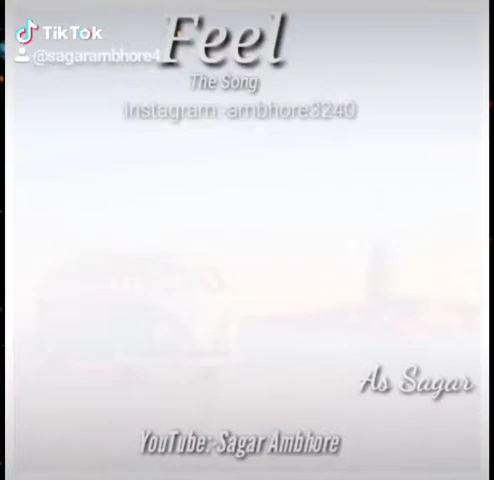 TikTok
@sagarambhore4
Feel
The Song
Instagram:-ambhore3240
As Sagar
YouTube:-Sagar Ambhore